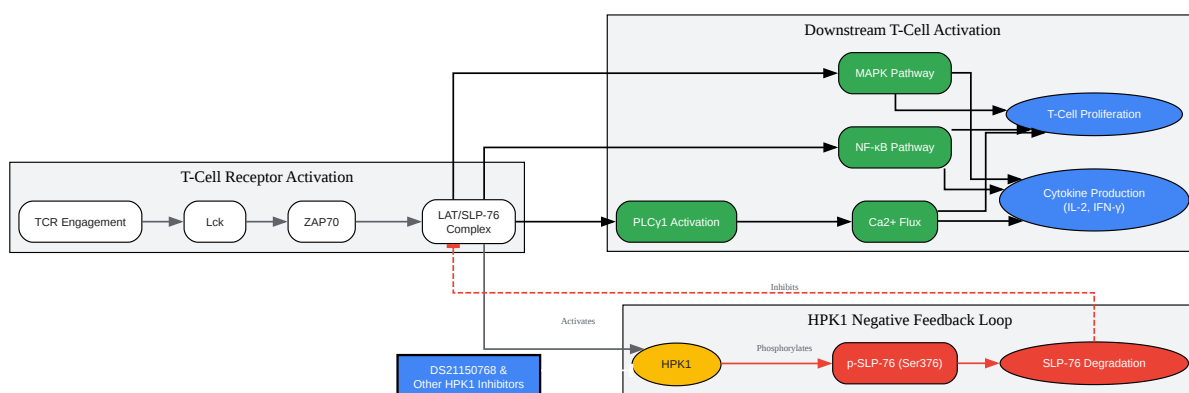 Downstream T-Cell Activation
MAPK Pathway
T-Cell Proliferation
NF-κB Pathway
T-Cell Receptor Activation
TCR Engagement
Lck
ZAP70
LAT/SLP-76
Complex
PLCγ1 Activation
Ca2+ Flux
Cytokine Production
(IL-2, IFN-γ)
Inhibits
Activates
HPK1 Negative Feedback Loop
Phosphorylates
HPK1
p-SLP-76 (Ser376)
SLP-76 Degradation
DS21150768 &
Other HPK1 Inhibitors